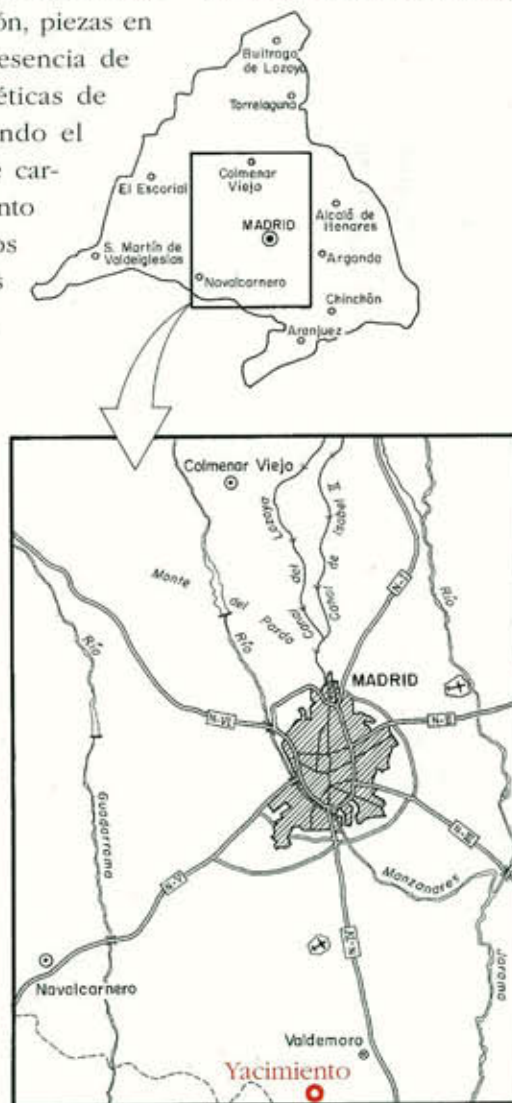 ón, piezas en
esencia de
éticas de
ndo el
e car-
nto
os
s
Buitrago
de Lozoya
Torrelaguna
Colmenar
Viejo
El Escorial
Alcalá de
Henares
MADRID
S. Martín de
Valdeiglesias
Arganda
Navalcarnero
Chinchón
Aranjuez
Colmenar Viejo
Canal del Lozoya
Canal de Isabel II
Monte del Pardo
Río
Río
Río
N-I
MADRID
N-VI
N-II
Guadarrama
N-III
N-V
Manzanares
N-IV
Jarama
Navalcarnero
Valdemoro
Yacimiento